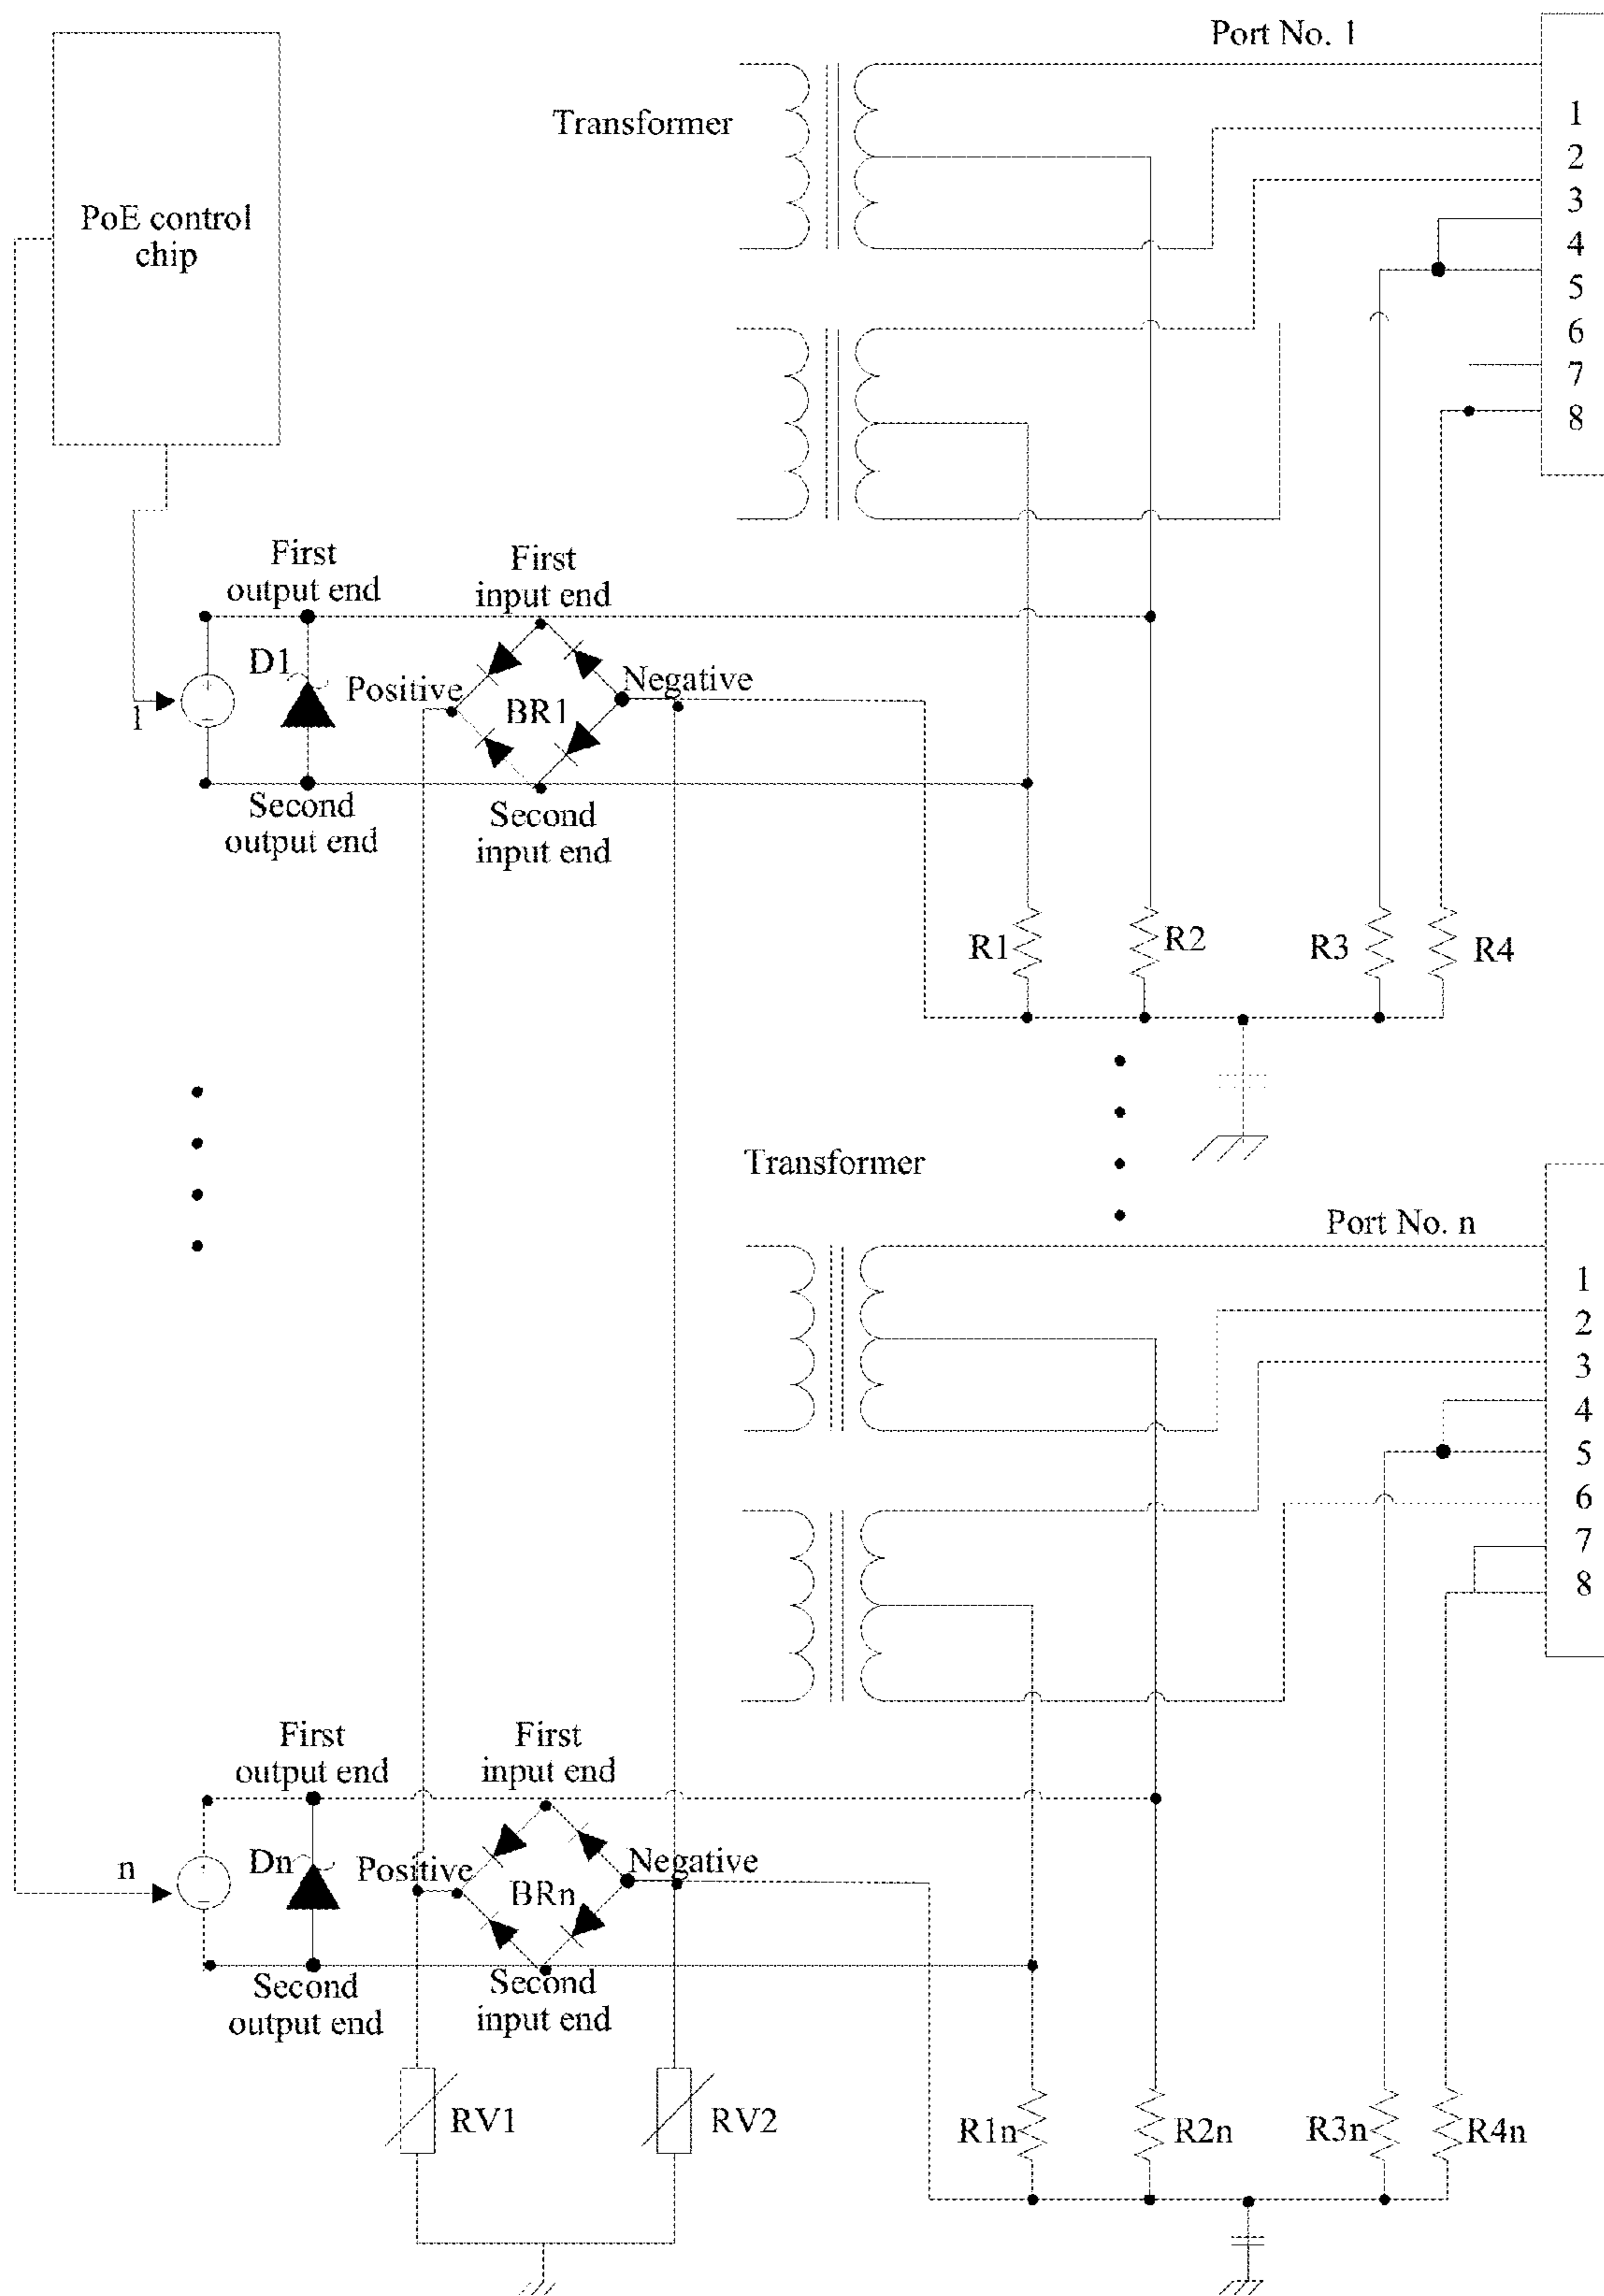 Port No. 1
Transformer
PoE control
chip
1
2
3
4
5
6
7
8
First
output end
First
input end
D1
Positive
Negative
BR1
1
Second
output end
Second
input end
R1
R2
R3
R4
Transformer
Port No. n
1
2
3
4
5
6
7
8
First
output end
First
input end
n
Dn
Positive
Negative
BRn
Second
output end
Second
input end
RV1
RV2
R1n
R2n
R3n
R4n